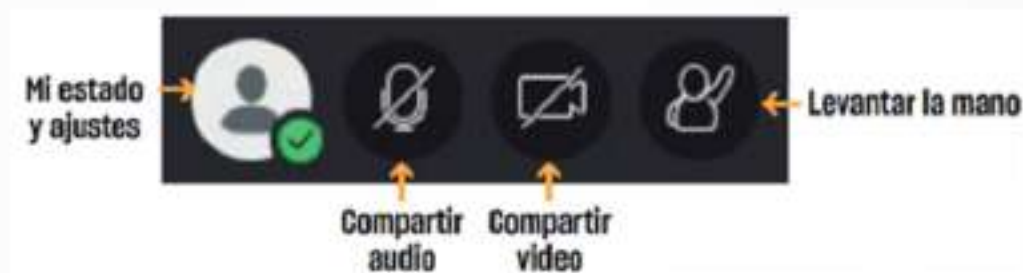 Mi estado
y ajustes
Levantar la mano
Compartir
audio
Compartir
video